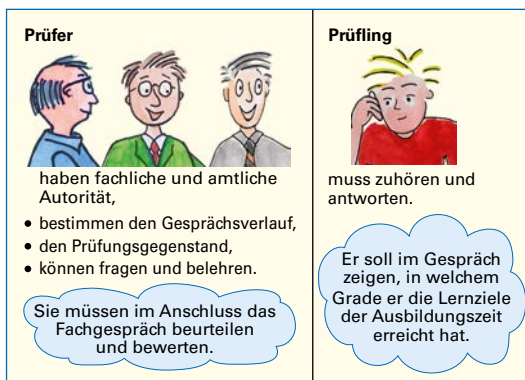 Prüfer
haben fachliche und amtliche
Autorität,
• bestimmen den Gesprächsverlauf,
• den Prüfungsgegenstand,
• können fragen und belehren.
Sie müssen im Anschluss das
Fachgespräch beurteilen
und bewerten.
Prüfling
muss zuhören und
antworten.
Er soll im Gespräch
zeigen, in welchem
Grade er die Lernziele
der Ausbildungszeit
erreicht hat.